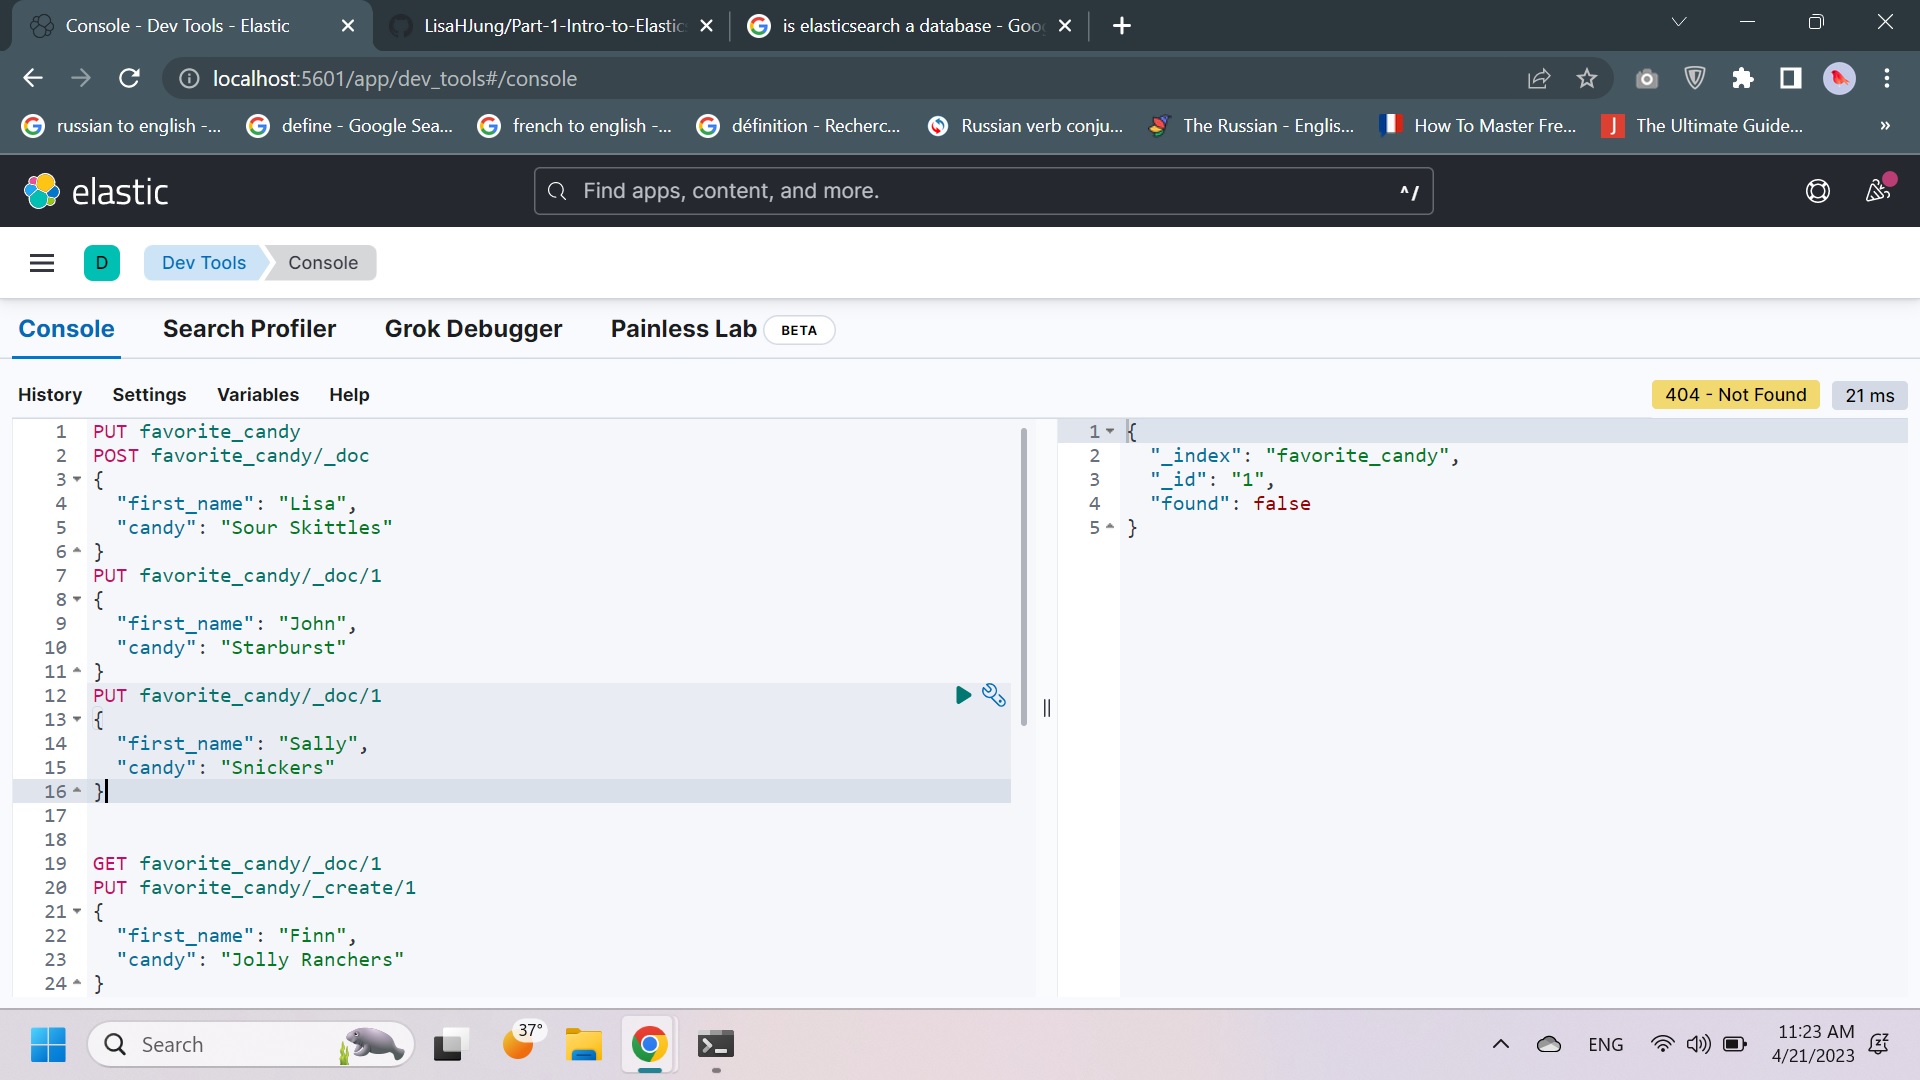 Console - Dev Tools - Elastic
LisaHJung/Part-1-Intro-to-Elastic
is elasticsearch a database - Goo
localhost:5601/app/dev_tools#/console
russian to english -...
define - Google Sea...
french to english -...
définition - Recherc...
Russian verb conju...
The Russian - Englis...
How To Master Fre...
J The Ultimate Guide...
»
elastic
Find apps, content, and more.
^/
D
Dev Tools
Console
Console
Search Profiler
Grok Debugger
Painless Lab
BETA
History
Settings
Variables
Help
404 - Not Found
21 ms
1 PUT favorite_candy
2 POST favorite_candy/_doc
3 {
4 "first_name": "Lisa",
5 "candy": "Sour Skittles"
6 }
7 PUT favorite_candy/_doc/1
8 {
9 "first_name": "John",
10 "candy": "Starburst"
11 }
12 PUT favorite_candy/_doc/1
13 {
14 "first_name": "Sally",
15 "candy": "Snickers"
16 }
17
18
19 GET favorite_candy/_doc/1
20 PUT favorite_candy/_create/1
21 {
22 "first_name": "Finn",
23 "candy": "Jolly Ranchers"
24 }
1 {
2 "_index": "favorite_candy",
3 "_id": "1",
4 "found": false
5 }
Search
37°
ENG
11:23 AM
4/21/2023